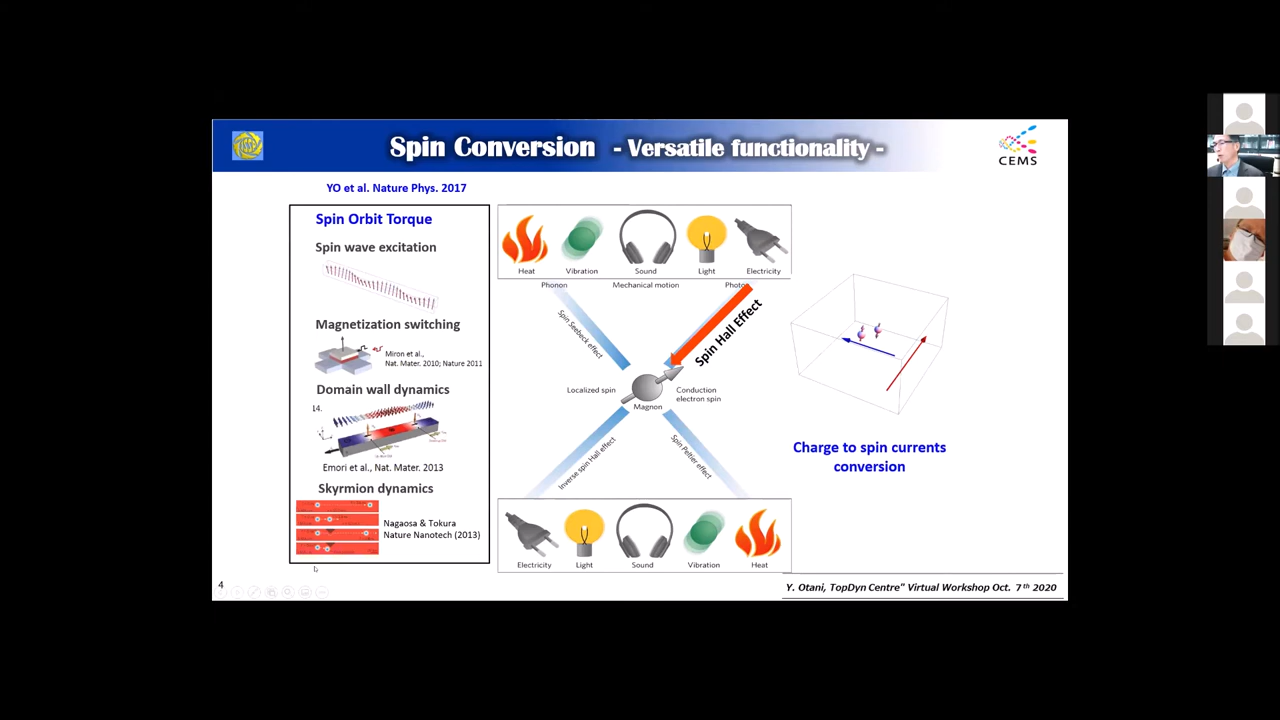 Spin Conversion - Versatile functionality -
CEMS
YO et al. Nature Phys. 2017
Spin Orbit Torque
Spin wave excitation
Magnetization switching
Miron et al.,
Nat. Mater. 2010; Nature 2011
Domain wall dynamics
14.
Emori et al., Nat. Mater. 2013
Skyrmion dynamics
Nagaosa & Tokura
Nature Nanotech (2013)
Heat Vibration Sound Light Electricity
Phonon Mechanical motion
Spin Seebeck effect
Spin Hall Effect
Localized spin
Conduction
electron spin
Magnon
Inverse spin Hall effect
Spin Peltier effect
Electricity Light Sound Vibration Heat
Charge to spin currents
conversion
4
Y. Otani, TopDyn Centre" Virtual Workshop Oct. 7th 2020